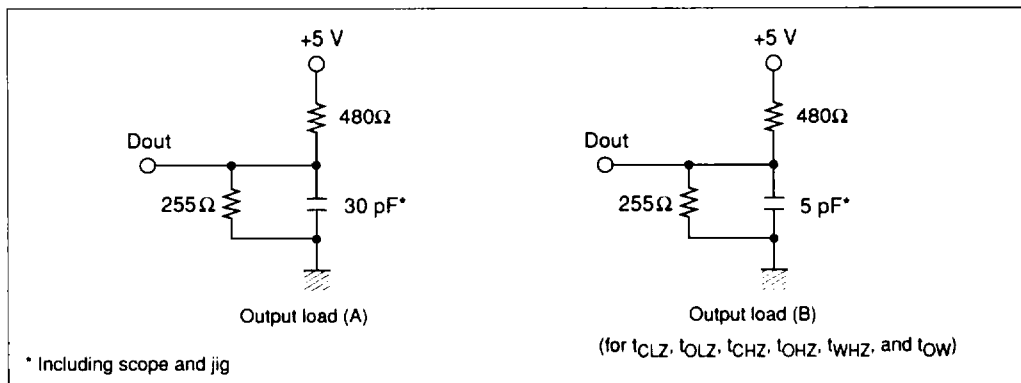 +5 V
480Ω
Dout
255Ω
30 pF*
Output load (A)
* Including scope and jig
+5 V
480Ω
Dout
255Ω
5 pF*
Output load (B)
(for tCLZ, tOLZ, tCHZ, tOHZ, tWHZ, and tOW)